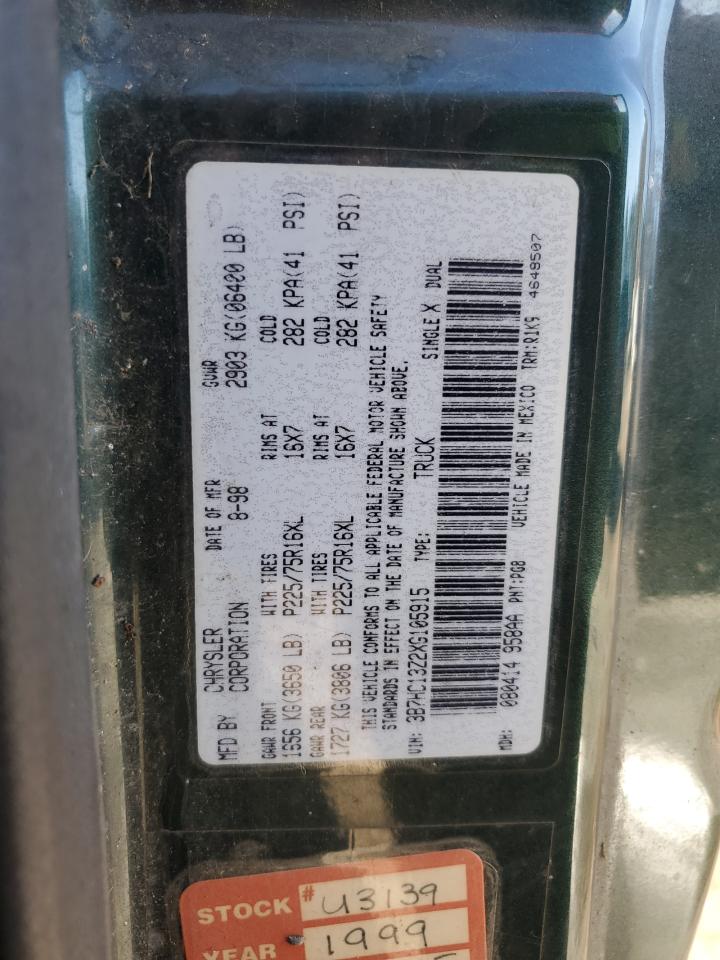 MFD BY CHRYSLER CORPORATION DATE OF MFR 8-98 GVWR 2903 KG(06400 LB)
GAWR FRONT WITH TIRES RIMS AT COLD
1656 KG(3650 LB) P225/75R16XL 16X7 282 KPA(41 PSI)
GAWR REAR WITH TIRES RIMS AT COLD
1727 KG(3806 LB) P225/75R16XL 16X7 282 KPA(41 PSI)
THIS VEHICLE CONFORMS TO ALL APPLICABLE FEDERAL MOTOR VEHICLE SAFETY
STANDARDS IN EFFECT ON THE DATE OF MANUFACTURE SHOWN ABOVE.
VIN: 3B7HC13Z2XG105915 TYPE: TRUCK SINGLE X DUAL
MDH: 080414 958AA PNT:PG8 VEHICLE MADE IN MEXICO TRM:R1K9 4648507
STOCK # U3139
YEAR 1999